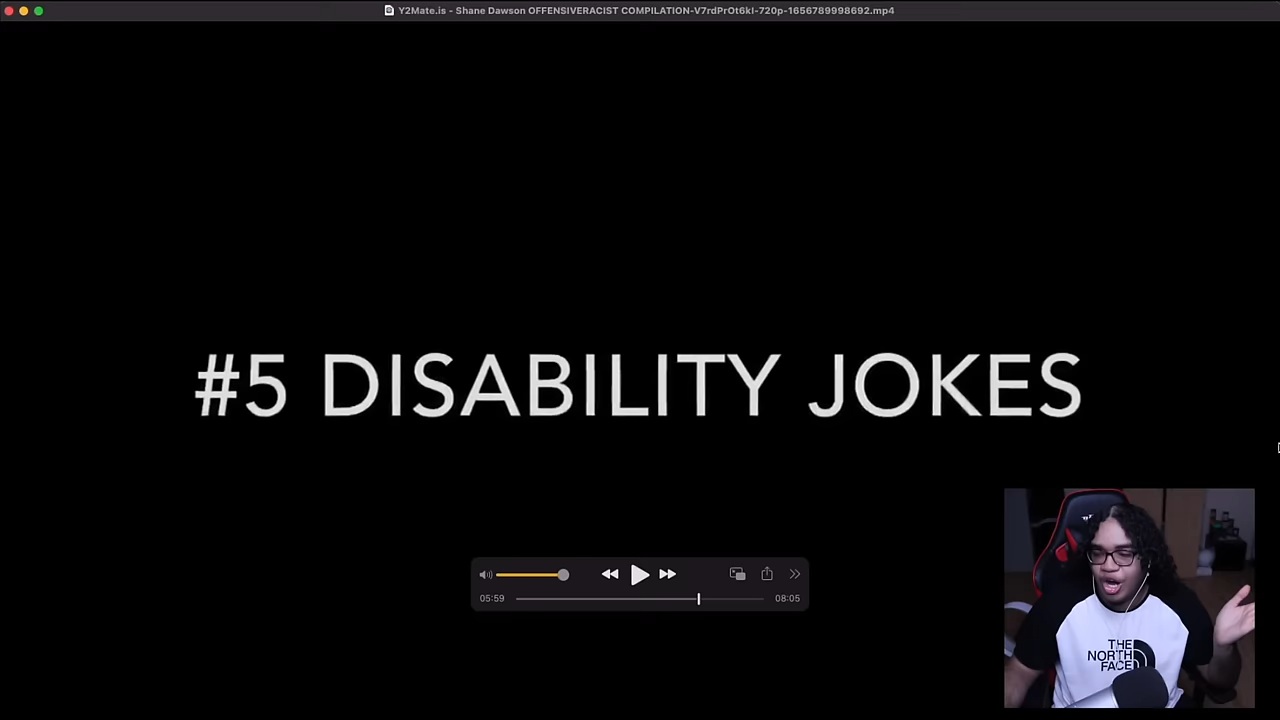 Y2Mate.is - Shane Dawson OFFENSIVERACIST COMPILATION-V7rdPrOt6kI-720p-1656789998692.mp4
#5 DISABILITY JOKES
05:59
08:05
THE
NORTH
FACE